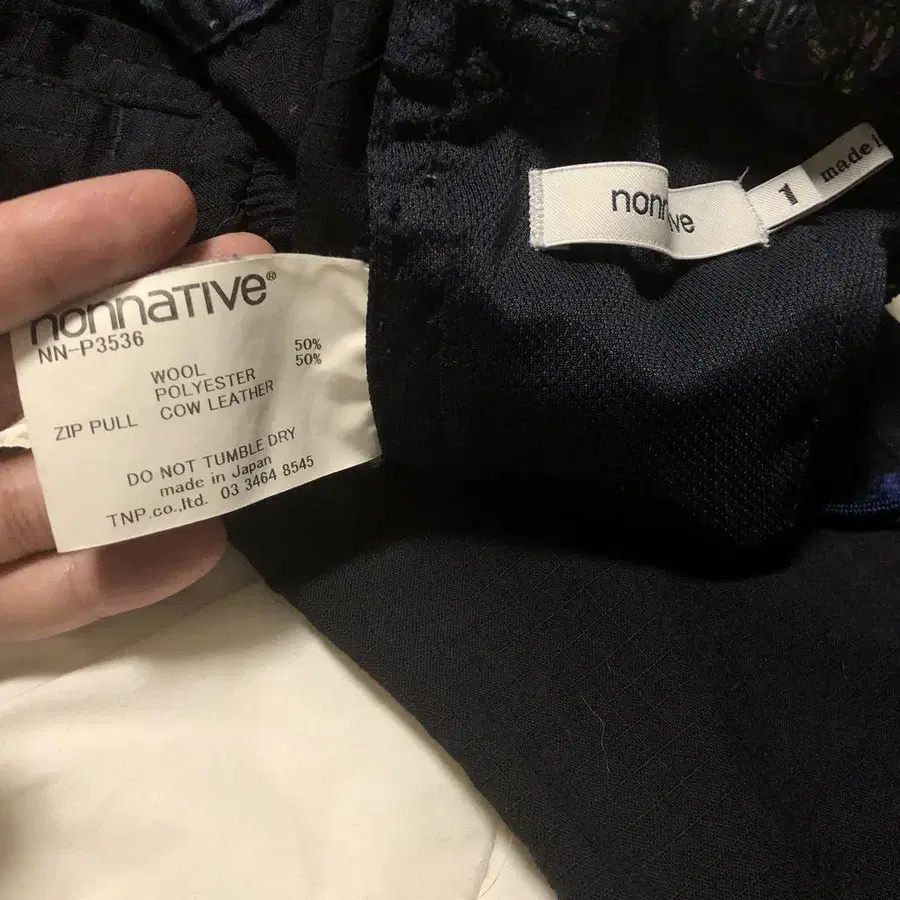 nonnative®
NN-P3536
WOOL 50%
POLYESTER 50%
ZIP PULL COW LEATHER
DO NOT TUMBLE DRY
made in Japan
TNP.co.,ltd. 03 3464 8545
1
made